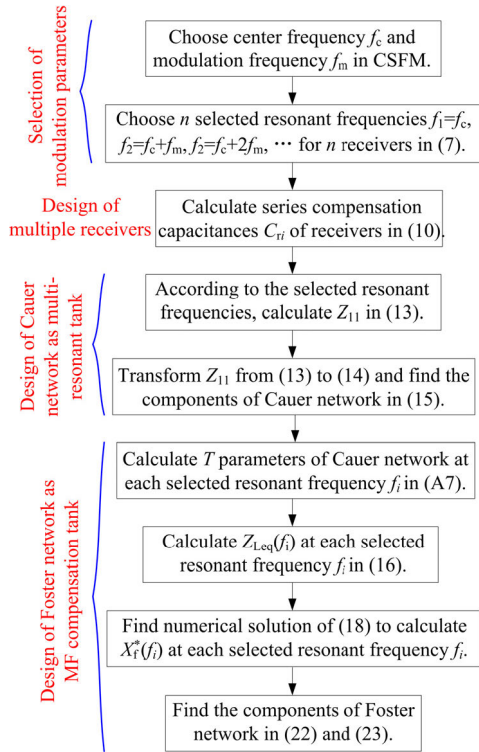 Selection of
modulation parameters
Choose center frequency fc and
modulation frequency fm in CSFM.
Choose n selected resonant frequencies f1=fc,
f2=fc+fm, f2=fc+2fm, ··· for n receivers in (7).
Design of
multiple receivers
Calculate series compensation
capacitances Cri of receivers in (10).
Design of Cauer
network as multi-
resonant tank
According to the selected resonant
frequencies, calculate Z11 in (13).
Transform Z11 from (13) to (14) and find the
components of Cauer network in (15).
Design of Foster network as
MF compensation tank
Calculate T parameters of Cauer network at
each selected resonant frequency fi in (A7).
Calculate ZLeq(fi) at each selected
resonant frequency fi in (16).
Find numerical solution of (18) to calculate
Xf*(fi) at each selected resonant frequency fi.
Find the components of Foster
network in (22) and (23).